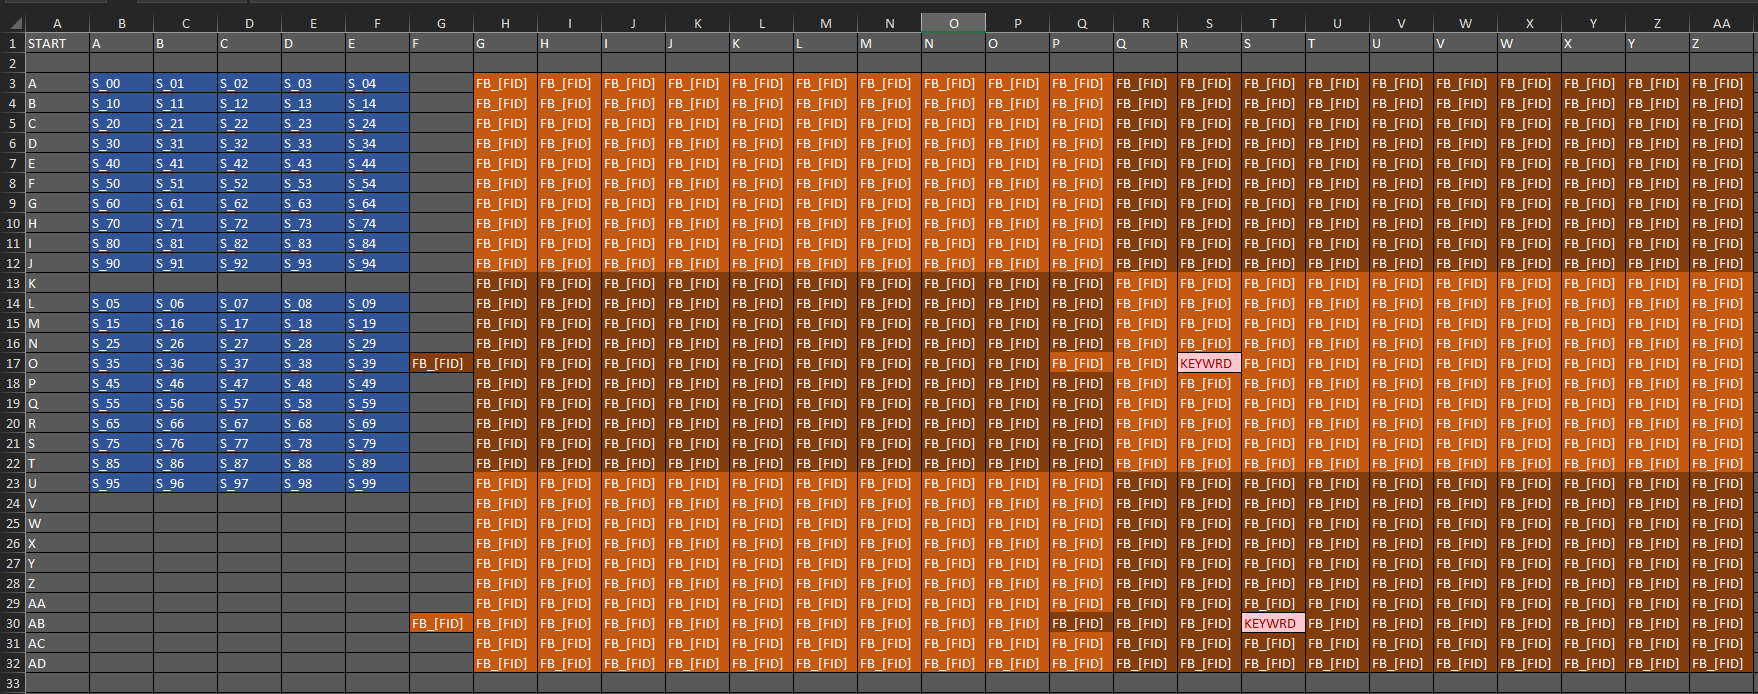 A B C D E F G H I J K L M N O P Q R S T U V W X Y Z AA
1 START A B C D E F G H I J K L M N O P Q R S T U V W X Y Z
2
3 A S_00 S_01 S_02 S_03 S_04 FB_[FID] FB_[FID] FB_[FID] FB_[FID] FB_[FID] FB_[FID] FB_[FID] FB_[FID] FB_[FID] FB_[FID] FB_[FID] FB_[FID] FB_[FID] FB_[FID] FB_[FID] FB_[FID] FB_[FID] FB_[FID] FB_[FID] FB_[FID]
4 B S_10 S_11 S_12 S_13 S_14 FB_[FID] FB_[FID] FB_[FID] FB_[FID] FB_[FID] FB_[FID] FB_[FID] FB_[FID] FB_[FID] FB_[FID] FB_[FID] FB_[FID] FB_[FID] FB_[FID] FB_[FID] FB_[FID] FB_[FID] FB_[FID] FB_[FID] FB_[FID]
5 C S_20 S_21 S_22 S_23 S_24 FB_[FID] FB_[FID] FB_[FID] FB_[FID] FB_[FID] FB_[FID] FB_[FID] FB_[FID] FB_[FID] FB_[FID] FB_[FID] FB_[FID] FB_[FID] FB_[FID] FB_[FID] FB_[FID] FB_[FID] FB_[FID] FB_[FID] FB_[FID]
6 D S_30 S_31 S_32 S_33 S_34 FB_[FID] FB_[FID] FB_[FID] FB_[FID] FB_[FID] FB_[FID] FB_[FID] FB_[FID] FB_[FID] FB_[FID] FB_[FID] FB_[FID] FB_[FID] FB_[FID] FB_[FID] FB_[FID] FB_[FID] FB_[FID] FB_[FID] FB_[FID]
7 E S_40 S_41 S_42 S_43 S_44 FB_[FID] FB_[FID] FB_[FID] FB_[FID] FB_[FID] FB_[FID] FB_[FID] FB_[FID] FB_[FID] FB_[FID] FB_[FID] FB_[FID] FB_[FID] FB_[FID] FB_[FID] FB_[FID] FB_[FID] FB_[FID] FB_[FID] FB_[FID]
8 F S_50 S_51 S_52 S_53 S_54 FB_[FID] FB_[FID] FB_[FID] FB_[FID] FB_[FID] FB_[FID] FB_[FID] FB_[FID] FB_[FID] FB_[FID] FB_[FID] FB_[FID] FB_[FID] FB_[FID] FB_[FID] FB_[FID] FB_[FID] FB_[FID] FB_[FID] FB_[FID]
9 G S_60 S_61 S_62 S_63 S_64 FB_[FID] FB_[FID] FB_[FID] FB_[FID] FB_[FID] FB_[FID] FB_[FID] FB_[FID] FB_[FID] FB_[FID] FB_[FID] FB_[FID] FB_[FID] FB_[FID] FB_[FID] FB_[FID] FB_[FID] FB_[FID] FB_[FID] FB_[FID]
10 H S_70 S_71 S_72 S_73 S_74 FB_[FID] FB_[FID] FB_[FID] FB_[FID] FB_[FID] FB_[FID] FB_[FID] FB_[FID] FB_[FID] FB_[FID] FB_[FID] FB_[FID] FB_[FID] FB_[FID] FB_[FID] FB_[FID] FB_[FID] FB_[FID] FB_[FID] FB_[FID]
11 I S_80 S_81 S_82 S_83 S_84 FB_[FID] FB_[FID] FB_[FID] FB_[FID] FB_[FID] FB_[FID] FB_[FID] FB_[FID] FB_[FID] FB_[FID] FB_[FID] FB_[FID] FB_[FID] FB_[FID] FB_[FID] FB_[FID] FB_[FID] FB_[FID] FB_[FID] FB_[FID]
12 J S_90 S_91 S_92 S_93 S_94 FB_[FID] FB_[FID] FB_[FID] FB_[FID] FB_[FID] FB_[FID] FB_[FID] FB_[FID] FB_[FID] FB_[FID] FB_[FID] FB_[FID] FB_[FID] FB_[FID] FB_[FID] FB_[FID] FB_[FID] FB_[FID] FB_[FID] FB_[FID]
13 K FB_[FID] FB_[FID] FB_[FID] FB_[FID] FB_[FID] FB_[FID] FB_[FID] FB_[FID] FB_[FID] FB_[FID] FB_[FID] FB_[FID] FB_[FID] FB_[FID] FB_[FID] FB_[FID] FB_[FID] FB_[FID] FB_[FID] FB_[FID]
14 L S_05 S_06 S_07 S_08 S_09 FB_[FID] FB_[FID] FB_[FID] FB_[FID] FB_[FID] FB_[FID] FB_[FID] FB_[FID] FB_[FID] FB_[FID] FB_[FID] FB_[FID] FB_[FID] FB_[FID] FB_[FID] FB_[FID] FB_[FID] FB_[FID] FB_[FID] FB_[FID]
15 M S_15 S_16 S_17 S_18 S_19 FB_[FID] FB_[FID] FB_[FID] FB_[FID] FB_[FID] FB_[FID] FB_[FID] FB_[FID] FB_[FID] FB_[FID] FB_[FID] FB_[FID] FB_[FID] FB_[FID] FB_[FID] FB_[FID] FB_[FID] FB_[FID] FB_[FID] FB_[FID]
16 N S_25 S_26 S_27 S_28 S_29 FB_[FID] FB_[FID] FB_[FID] FB_[FID] FB_[FID] FB_[FID] FB_[FID] FB_[FID] FB_[FID] FB_[FID] FB_[FID] FB_[FID] FB_[FID] FB_[FID] FB_[FID] FB_[FID] FB_[FID] FB_[FID] FB_[FID] FB_[FID]
17 O S_35 S_36 S_37 S_38 S_39 FB_[FID] FB_[FID] FB_[FID] FB_[FID] FB_[FID] FB_[FID] FB_[FID] FB_[FID] FB_[FID] FB_[FID] FB_[FID] FB_[FID] KEYWRD FB_[FID] FB_[FID] FB_[FID] FB_[FID] FB_[FID] FB_[FID] FB_[FID] FB_[FID]
18 P S_45 S_46 S_47 S_48 S_49 FB_[FID] FB_[FID] FB_[FID] FB_[FID] FB_[FID] FB_[FID] FB_[FID] FB_[FID] FB_[FID] FB_[FID] FB_[FID] FB_[FID] FB_[FID] FB_[FID] FB_[FID] FB_[FID] FB_[FID] FB_[FID] FB_[FID] FB_[FID]
19 Q S_55 S_56 S_57 S_58 S_59 FB_[FID] FB_[FID] FB_[FID] FB_[FID] FB_[FID] FB_[FID] FB_[FID] FB_[FID] FB_[FID] FB_[FID] FB_[FID] FB_[FID] FB_[FID] FB_[FID] FB_[FID] FB_[FID] FB_[FID] FB_[FID] FB_[FID] FB_[FID]
20 R S_65 S_66 S_67 S_68 S_69 FB_[FID] FB_[FID] FB_[FID] FB_[FID] FB_[FID] FB_[FID] FB_[FID] FB_[FID] FB_[FID] FB_[FID] FB_[FID] FB_[FID] FB_[FID] FB_[FID] FB_[FID] FB_[FID] FB_[FID] FB_[FID] FB_[FID] FB_[FID]
21 S S_75 S_76 S_77 S_78 S_79 FB_[FID] FB_[FID] FB_[FID] FB_[FID] FB_[FID] FB_[FID] FB_[FID] FB_[FID] FB_[FID] FB_[FID] FB_[FID] FB_[FID] FB_[FID] FB_[FID] FB_[FID] FB_[FID] FB_[FID] FB_[FID] FB_[FID] FB_[FID]
22 T S_85 S_86 S_87 S_88 S_89 FB_[FID] FB_[FID] FB_[FID] FB_[FID] FB_[FID] FB_[FID] FB_[FID] FB_[FID] FB_[FID] FB_[FID] FB_[FID] FB_[FID] FB_[FID] FB_[FID] FB_[FID] FB_[FID] FB_[FID] FB_[FID] FB_[FID] FB_[FID]
23 U S_95 S_96 S_97 S_98 S_99 FB_[FID] FB_[FID] FB_[FID] FB_[FID] FB_[FID] FB_[FID] FB_[FID] FB_[FID] FB_[FID] FB_[FID] FB_[FID] FB_[FID] FB_[FID] FB_[FID] FB_[FID] FB_[FID] FB_[FID] FB_[FID] FB_[FID] FB_[FID]
24 V FB_[FID] FB_[FID] FB_[FID] FB_[FID] FB_[FID] FB_[FID] FB_[FID] FB_[FID] FB_[FID] FB_[FID] FB_[FID] FB_[FID] FB_[FID] FB_[FID] FB_[FID] FB_[FID] FB_[FID] FB_[FID] FB_[FID] FB_[FID]
25 W FB_[FID] FB_[FID] FB_[FID] FB_[FID] FB_[FID] FB_[FID] FB_[FID] FB_[FID] FB_[FID] FB_[FID] FB_[FID] FB_[FID] FB_[FID] FB_[FID] FB_[FID] FB_[FID] FB_[FID] FB_[FID] FB_[FID] FB_[FID]
26 X FB_[FID] FB_[FID] FB_[FID] FB_[FID] FB_[FID] FB_[FID] FB_[FID] FB_[FID] FB_[FID] FB_[FID] FB_[FID] FB_[FID] FB_[FID] FB_[FID] FB_[FID] FB_[FID] FB_[FID] FB_[FID] FB_[FID] FB_[FID]
27 Y FB_[FID] FB_[FID] FB_[FID] FB_[FID] FB_[FID] FB_[FID] FB_[FID] FB_[FID] FB_[FID] FB_[FID] FB_[FID] FB_[FID] FB_[FID] FB_[FID] FB_[FID] FB_[FID] FB_[FID] FB_[FID] FB_[FID] FB_[FID]
28 Z FB_[FID] FB_[FID] FB_[FID] FB_[FID] FB_[FID] FB_[FID] FB_[FID] FB_[FID] FB_[FID] FB_[FID] FB_[FID] FB_[FID] FB_[FID] FB_[FID] FB_[FID] FB_[FID] FB_[FID] FB_[FID] FB_[FID] FB_[FID]
29 AA FB_[FID] FB_[FID] FB_[FID] FB_[FID] FB_[FID] FB_[FID] FB_[FID] FB_[FID] FB_[FID] FB_[FID] FB_[FID] FB_[FID] FB_[FID] FB_[FID] FB_[FID] FB_[FID] FB_[FID] FB_[FID] FB_[FID] FB_[FID]
30 AB FB_[FID] FB_[FID] FB_[FID] FB_[FID] FB_[FID] FB_[FID] FB_[FID] FB_[FID] FB_[FID] FB_[FID] FB_[FID] FB_[FID] FB_[FID] KEYWRD FB_[FID] FB_[FID] FB_[FID] FB_[FID] FB_[FID] FB_[FID] FB_[FID]
31 AC FB_[FID] FB_[FID] FB_[FID] FB_[FID] FB_[FID] FB_[FID] FB_[FID] FB_[FID] FB_[FID] FB_[FID] FB_[FID] FB_[FID] FB_[FID] FB_[FID] FB_[FID] FB_[FID] FB_[FID] FB_[FID] FB_[FID] FB_[FID]
32 AD FB_[FID] FB_[FID] FB_[FID] FB_[FID] FB_[FID] FB_[FID] FB_[FID] FB_[FID] FB_[FID] FB_[FID] FB_[FID] FB_[FID] FB_[FID] FB_[FID] FB_[FID] FB_[FID] FB_[FID] FB_[FID] FB_[FID] FB_[FID]
33